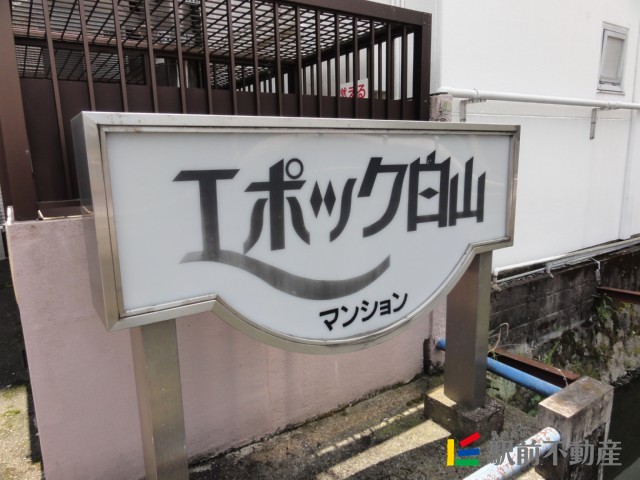 エポック白山
マンション
駅前不動産